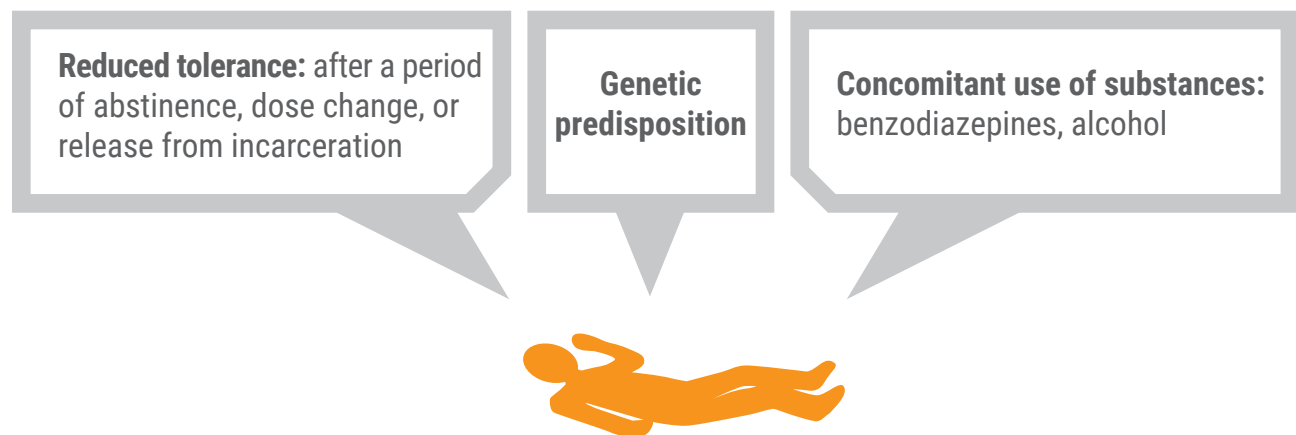 Reduced tolerance: after a period
of abstinence, dose change, or
release from incarceration
Genetic
predisposition
Concomitant use of substances:
benzodiazepines, alcohol